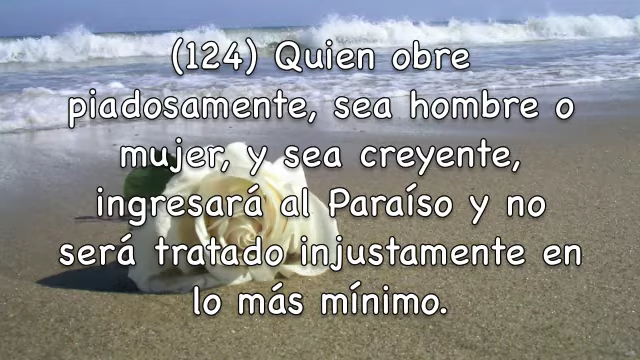 (124) Quien obre
piadosamente, sea hombre o
mujer, y sea creyente,
ingresará al Paraíso y no
será tratado injustamente en
lo más mínimo.